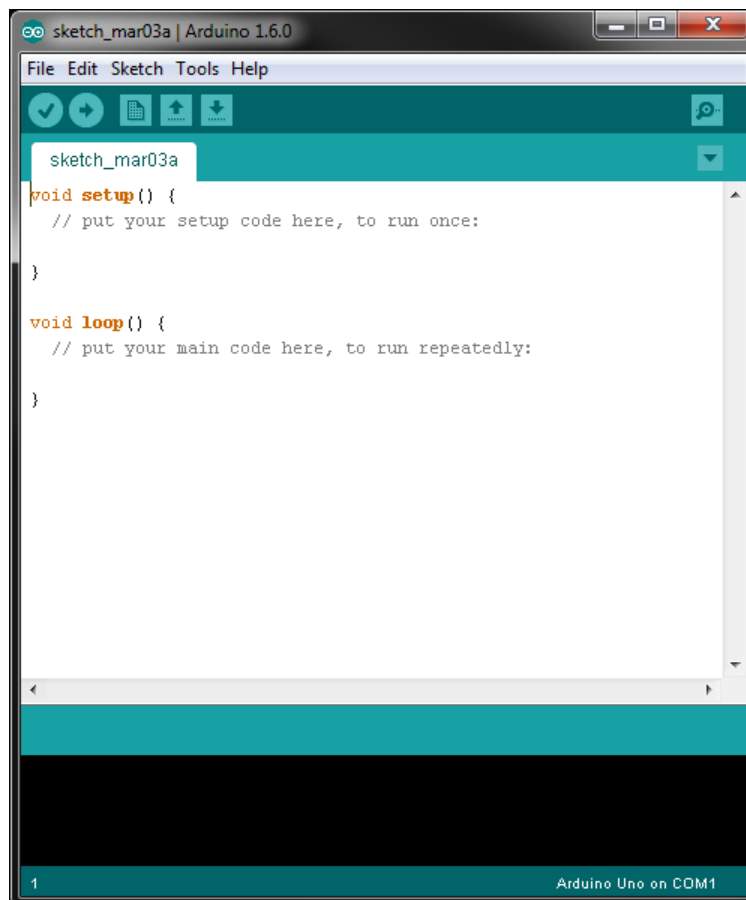 sketch_mar03a | Arduino 1.6.0
File Edit Sketch Tools Help
sketch_mar03a
void setup() {
  // put your setup code here, to run once:
}
void loop() {
  // put your main code here, to run repeatedly:
}
1
Arduino Uno on COM1